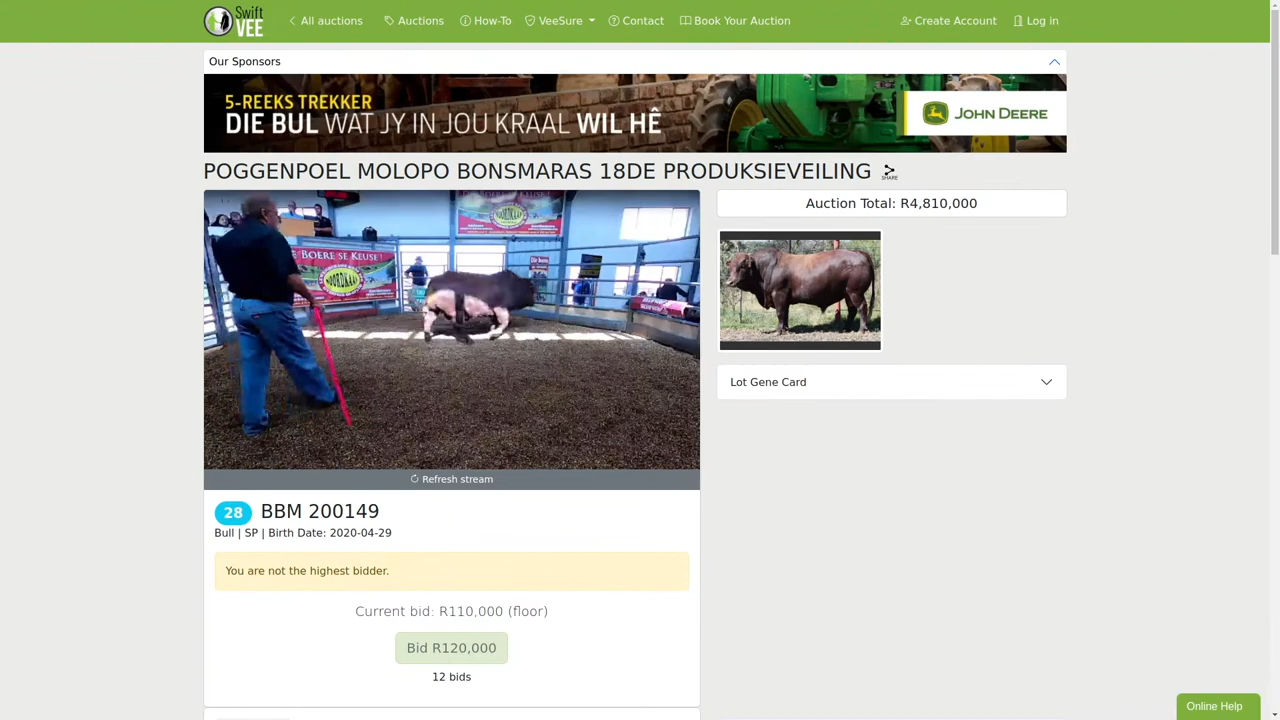 Swift
VEE
All auctions
Auctions
How-To
VeeSure
Contact
Book Your Auction
Create Account
Log in
Our Sponsors
5-REEKS TREKKER
DIE BUL WAT JY IN JOU KRAAL WIL HÊ
JOHN DEERE
POGGENPOEL MOLOPO BONSMARAS 18DE PRODUKSIEVEILING
SHARE
Auction Total: R4,810,000
BOERE SE KEUSE!
Lot Gene Card
Refresh stream
28 BBM 200149
Bull | SP | Birth Date: 2020-04-29
You are not the highest bidder.
Current bid: R110,000 (floor)
Bid R120,000
12 bids
Online Help